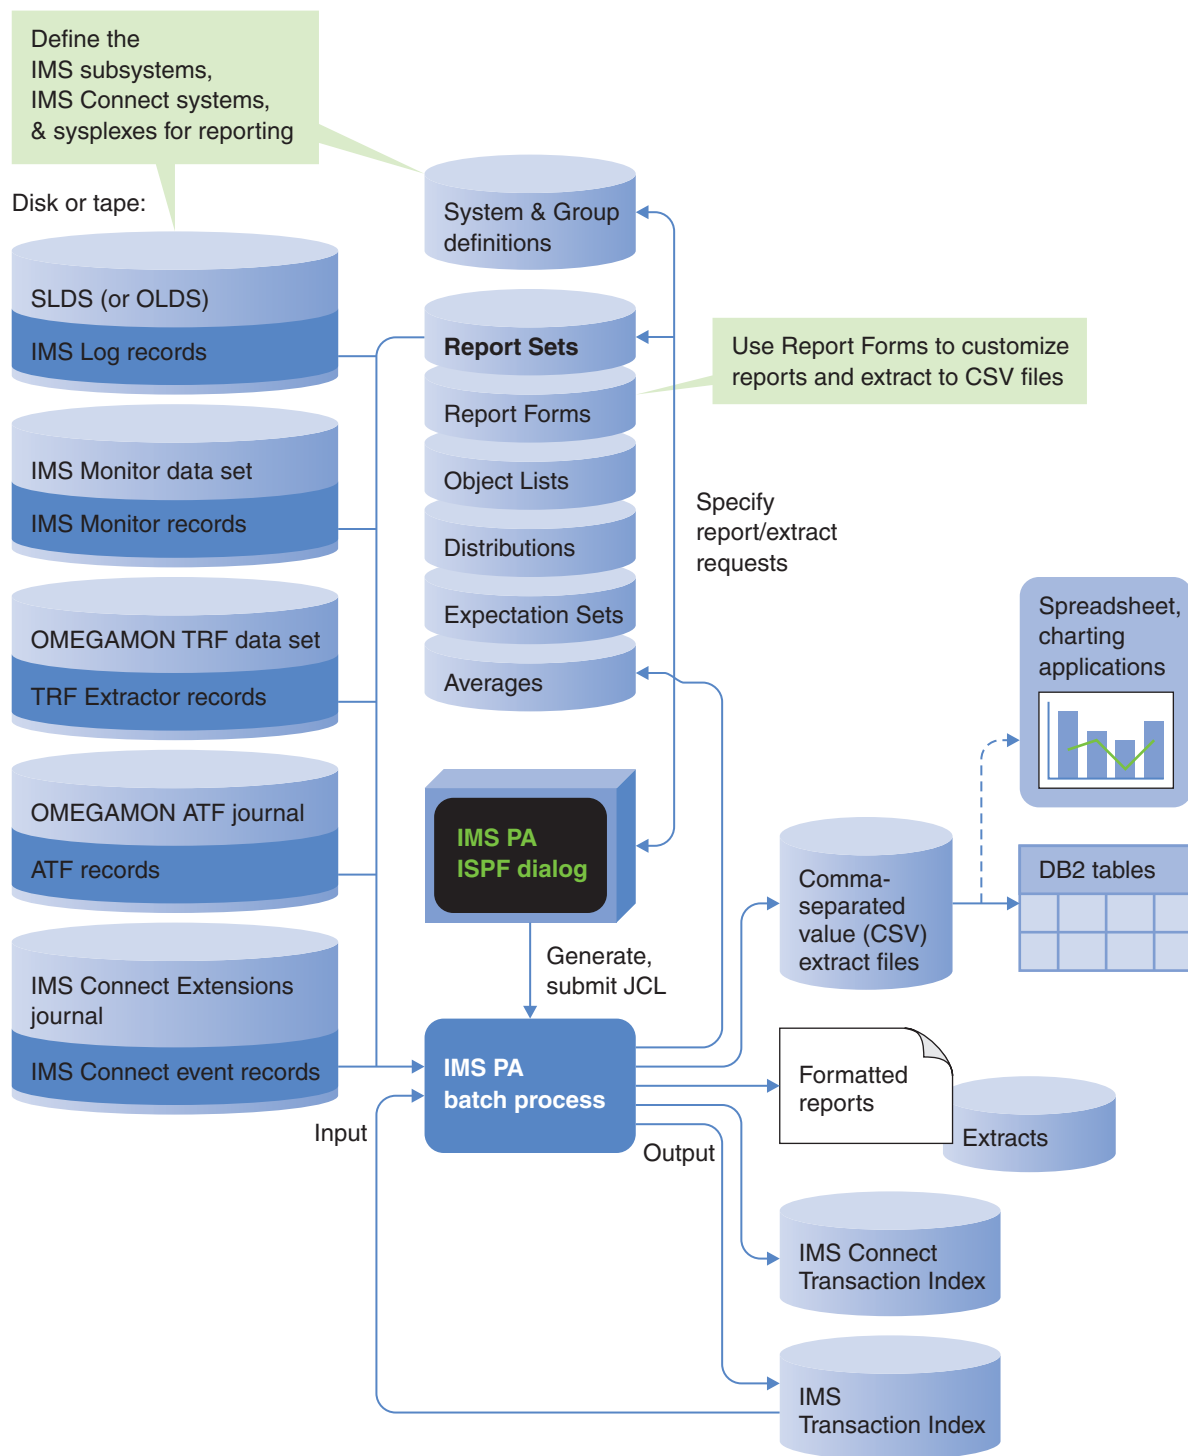 Define the
IMS subsystems,
IMS Connect systems,
& sysplexes for reporting
Disk or tape:
SLDS (or OLDS)
IMS Log records
IMS Monitor data set
IMS Monitor records
OMEGAMON TRF data set
TRF Extractor records
OMEGAMON ATF journal
ATF records
IMS Connect Extensions
journal
IMS Connect event records
System & Group
definitions
Report Sets
Report Forms
Object Lists
Distributions
Expectation Sets
Averages
Use Report Forms to customize
reports and extract to CSV files
Specify
report/extract
requests
IMS PA
ISPF dialog
Generate,
submit JCL
IMS PA
batch process
Input
Output
Spreadsheet,
charting
applications
Comma-
separated
value (CSV)
extract files
DB2 tables
Formatted
reports
Extracts
IMS Connect
Transaction Index
IMS
Transaction Index